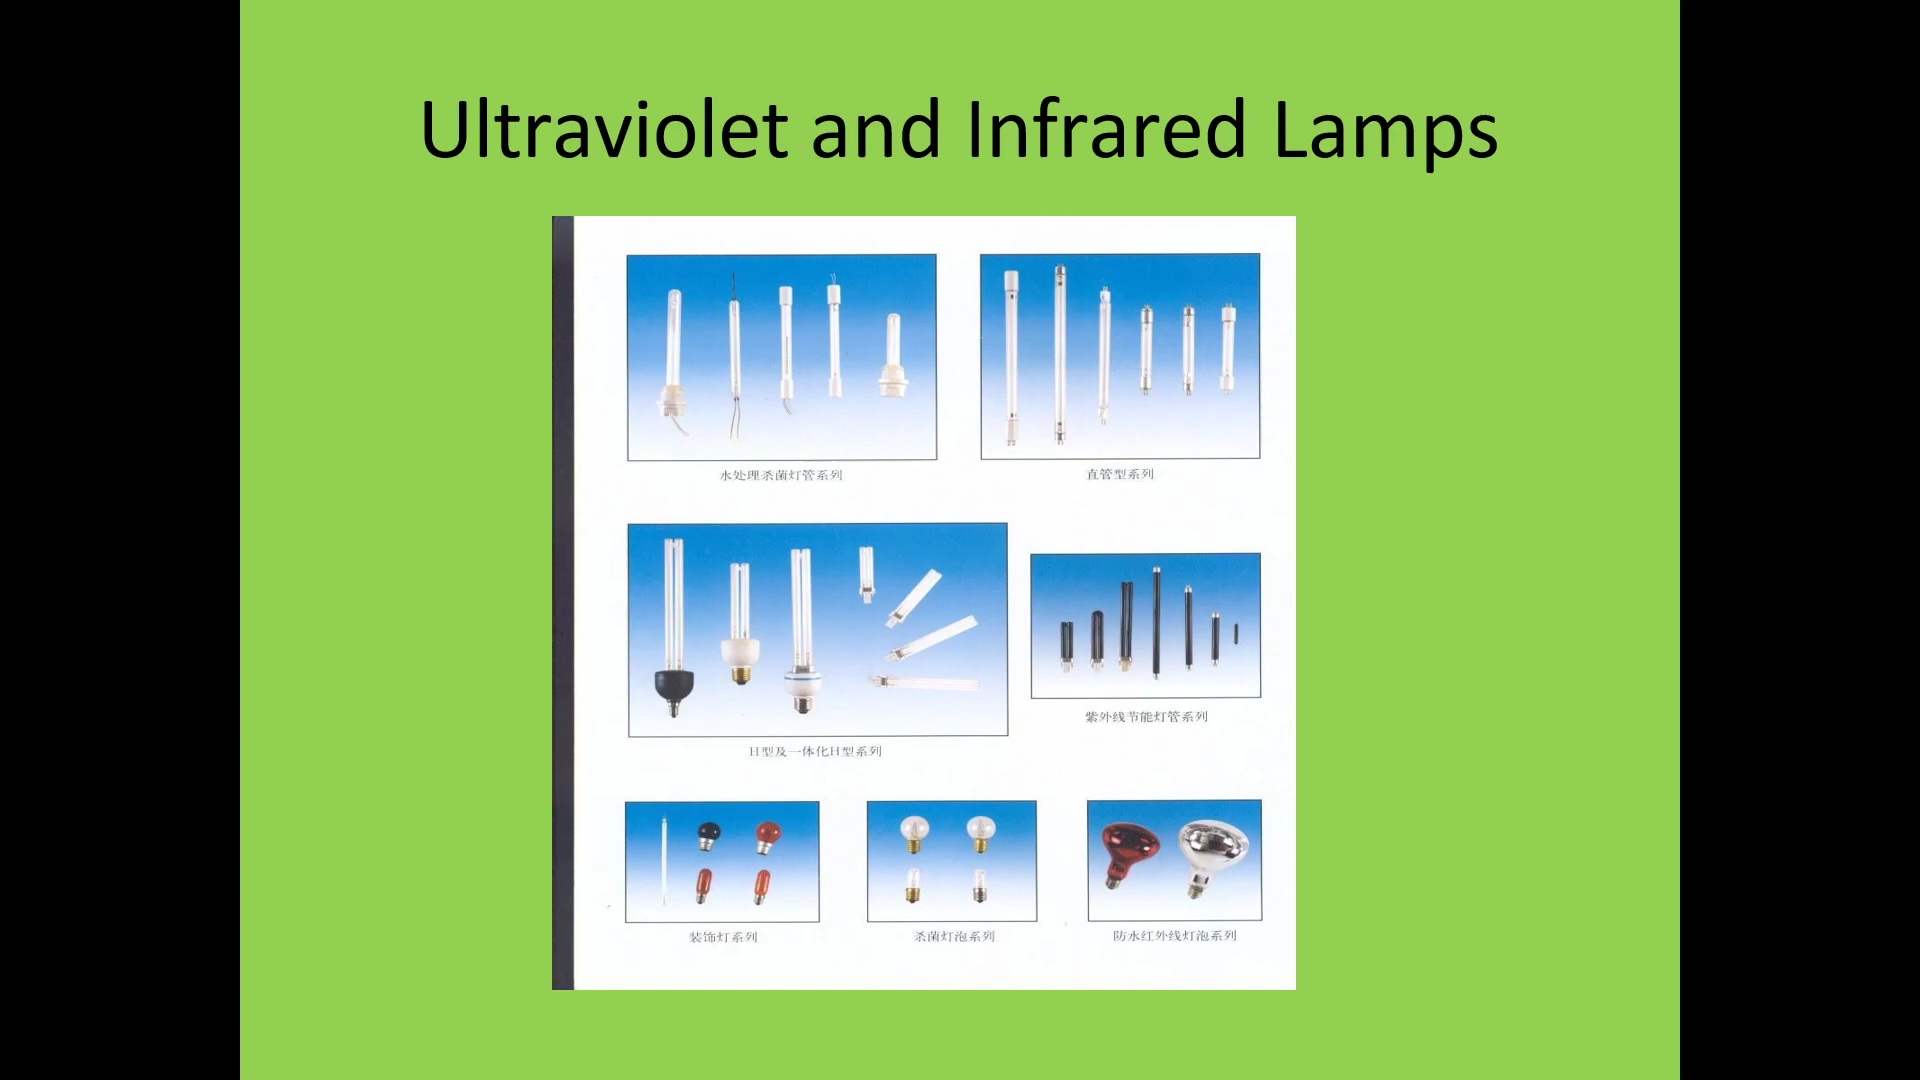 Ultraviolet and Infrared Lamps
水处理杀菌灯管系列
直管型系列
H型及一体化H型系列
紫外线节能灯管系列
装饰灯系列
杀菌灯泡系列
防水红外线灯泡系列